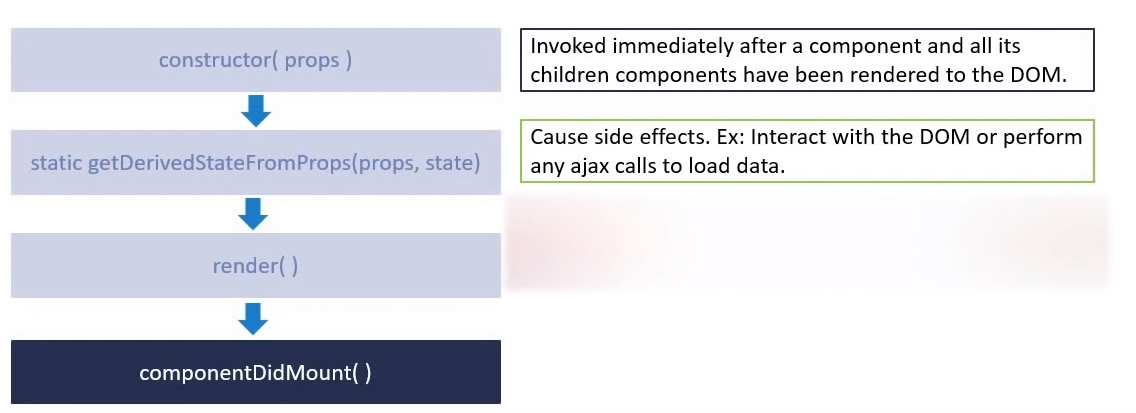 constructor( props )
static getDerivedStateFromProps(props, state)
render( )
componentDidMount( )
Invoked immediately after a component and all its
children components have been rendered to the DOM.
Cause side effects. Ex: Interact with the DOM or perform
any ajax calls to load data.